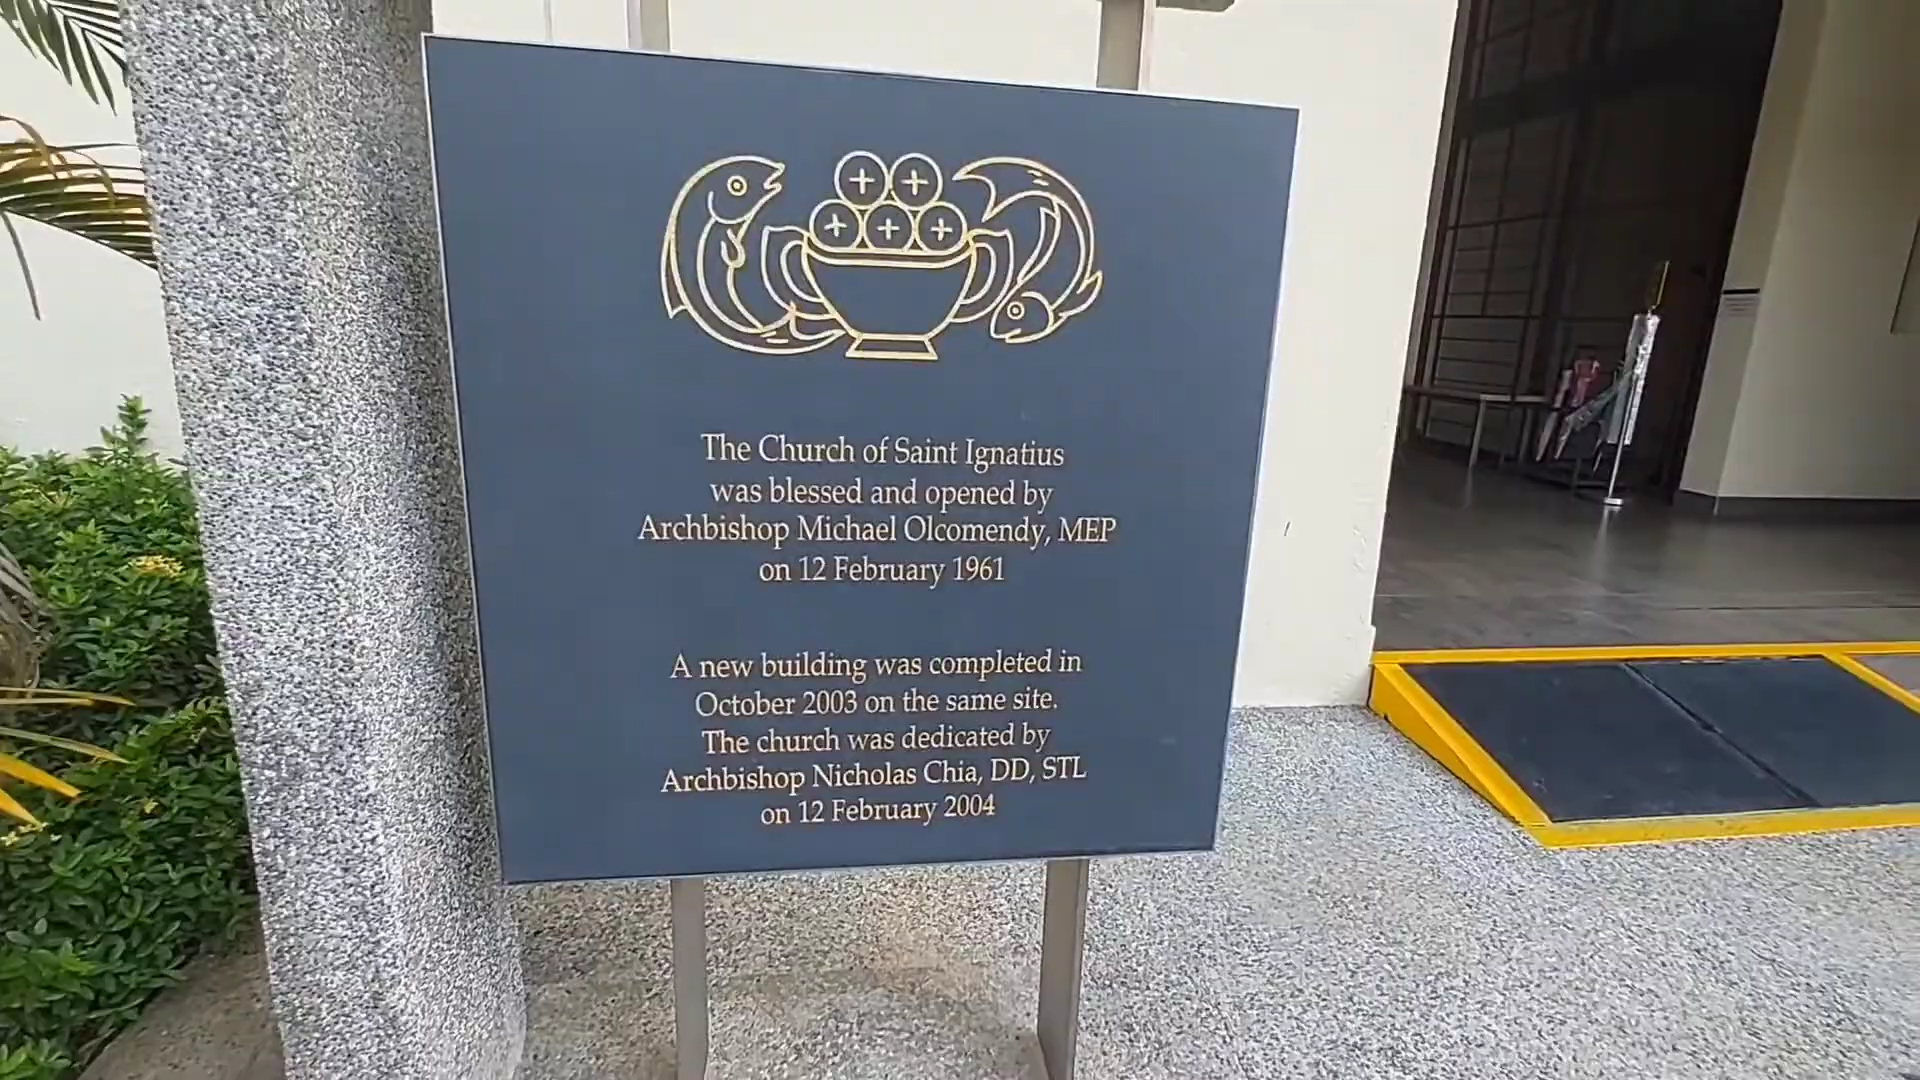 The Church of Saint Ignatius
was blessed and opened by
Archbishop Michael Olcomendy, MEP
on 12 February 1961
A new building was completed in
October 2003 on the same site.
The church was dedicated by
Archbishop Nicholas Chia, DD, STL
on 12 February 2004